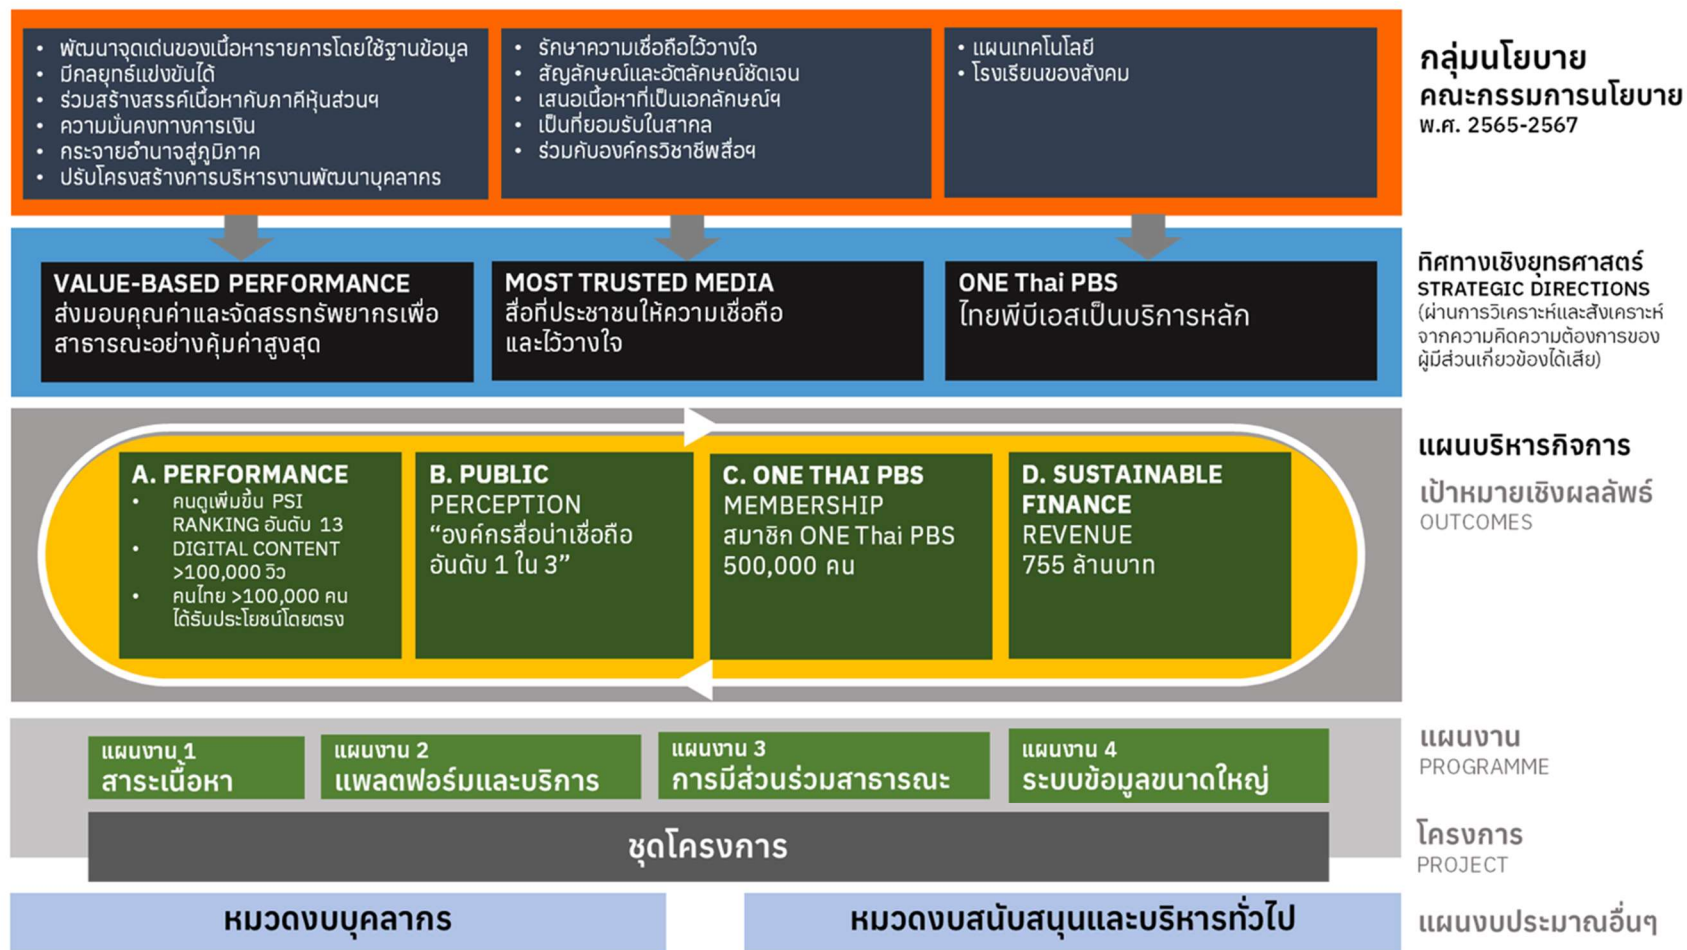 • พัฒนาจุดเด่นของเนื้อหารายการโดยใช้ฐานข้อมูล
• มีกลยุทธ์แข่งขันได้
• ร่วมสร้างสรรค์เนื้อหากับภาคีหุ้นส่วนฯ
• ความมั่นคงทางการเงิน
• กระจายอำนาจสู่ภูมิภาค
• ปรับโครงสร้างการบริหารงานพัฒนาบุคลากร
• รักษาความเชื่อถือไว้วางใจ
• สัญลักษณ์และอัตลักษณ์ชัดเจน
• เสนอเนื้อหาที่เป็นเอกลักษณ์ฯ
• เป็นที่ยอมรับในสากล
• ร่วมกับองค์กรวิชาชีพสื่อฯ
• แผนเทคโนโลยี
• โรงเรียนของสังคม
กลุ่มนโยบาย
คณะกรรมการนโยบาย
พ.ศ. 2565-2567
VALUE-BASED PERFORMANCE
ส่งมอบคุณค่าและจัดสรรทรัพยากรเพื่อ
สาธารณะอย่างคุ้มค่าสูงสุด
MOST TRUSTED MEDIA
สื่อที่ประชาชนให้ความเชื่อถือ
และไว้วางใจ
ONE Thai PBS
ไทยพีบีเอสเป็นบริการหลัก
ทิศทางเชิงยุทธศาสตร์
STRATEGIC DIRECTIONS
(ผ่านการวิเคราะห์และสังเคราะห์
จากความคิดความต้องการของ
ผู้มีส่วนเกี่ยวข้องได้เสีย)
A. PERFORMANCE
• คนดูเพิ่มขึ้น PSI
RANKING อันดับ 13
• DIGITAL CONTENT
>100,000 วิว
• คนไทย >100,000 คน
ได้รับประโยชน์โดยตรง
B. PUBLIC
PERCEPTION
“องค์กรสื่อน่าเชื่อถือ
อันดับ 1 ใน 3”
C. ONE THAI PBS
MEMBERSHIP
สมาชิก ONE Thai PBS
500,000 คน
D. SUSTAINABLE
FINANCE
REVENUE
755 ล้านบาท
แผนบริหารกิจการ
เป้าหมายเชิงผลลัพธ์
OUTCOMES
แผนงาน 1
สาระเนื้อหา
แผนงาน 2
แพลตฟอร์มและบริการ
แผนงาน 3
การมีส่วนร่วมสาธารณะ
แผนงาน 4
ระบบข้อมูลขนาดใหญ่
แผนงาน
PROGRAMME
ชุดโครงการ
โครงการ
PROJECT
หมวดงบบุคลากร
หมวดงบสนับสนุนและบริหารทั่วไป
แผนงบประมาณอื่นๆ